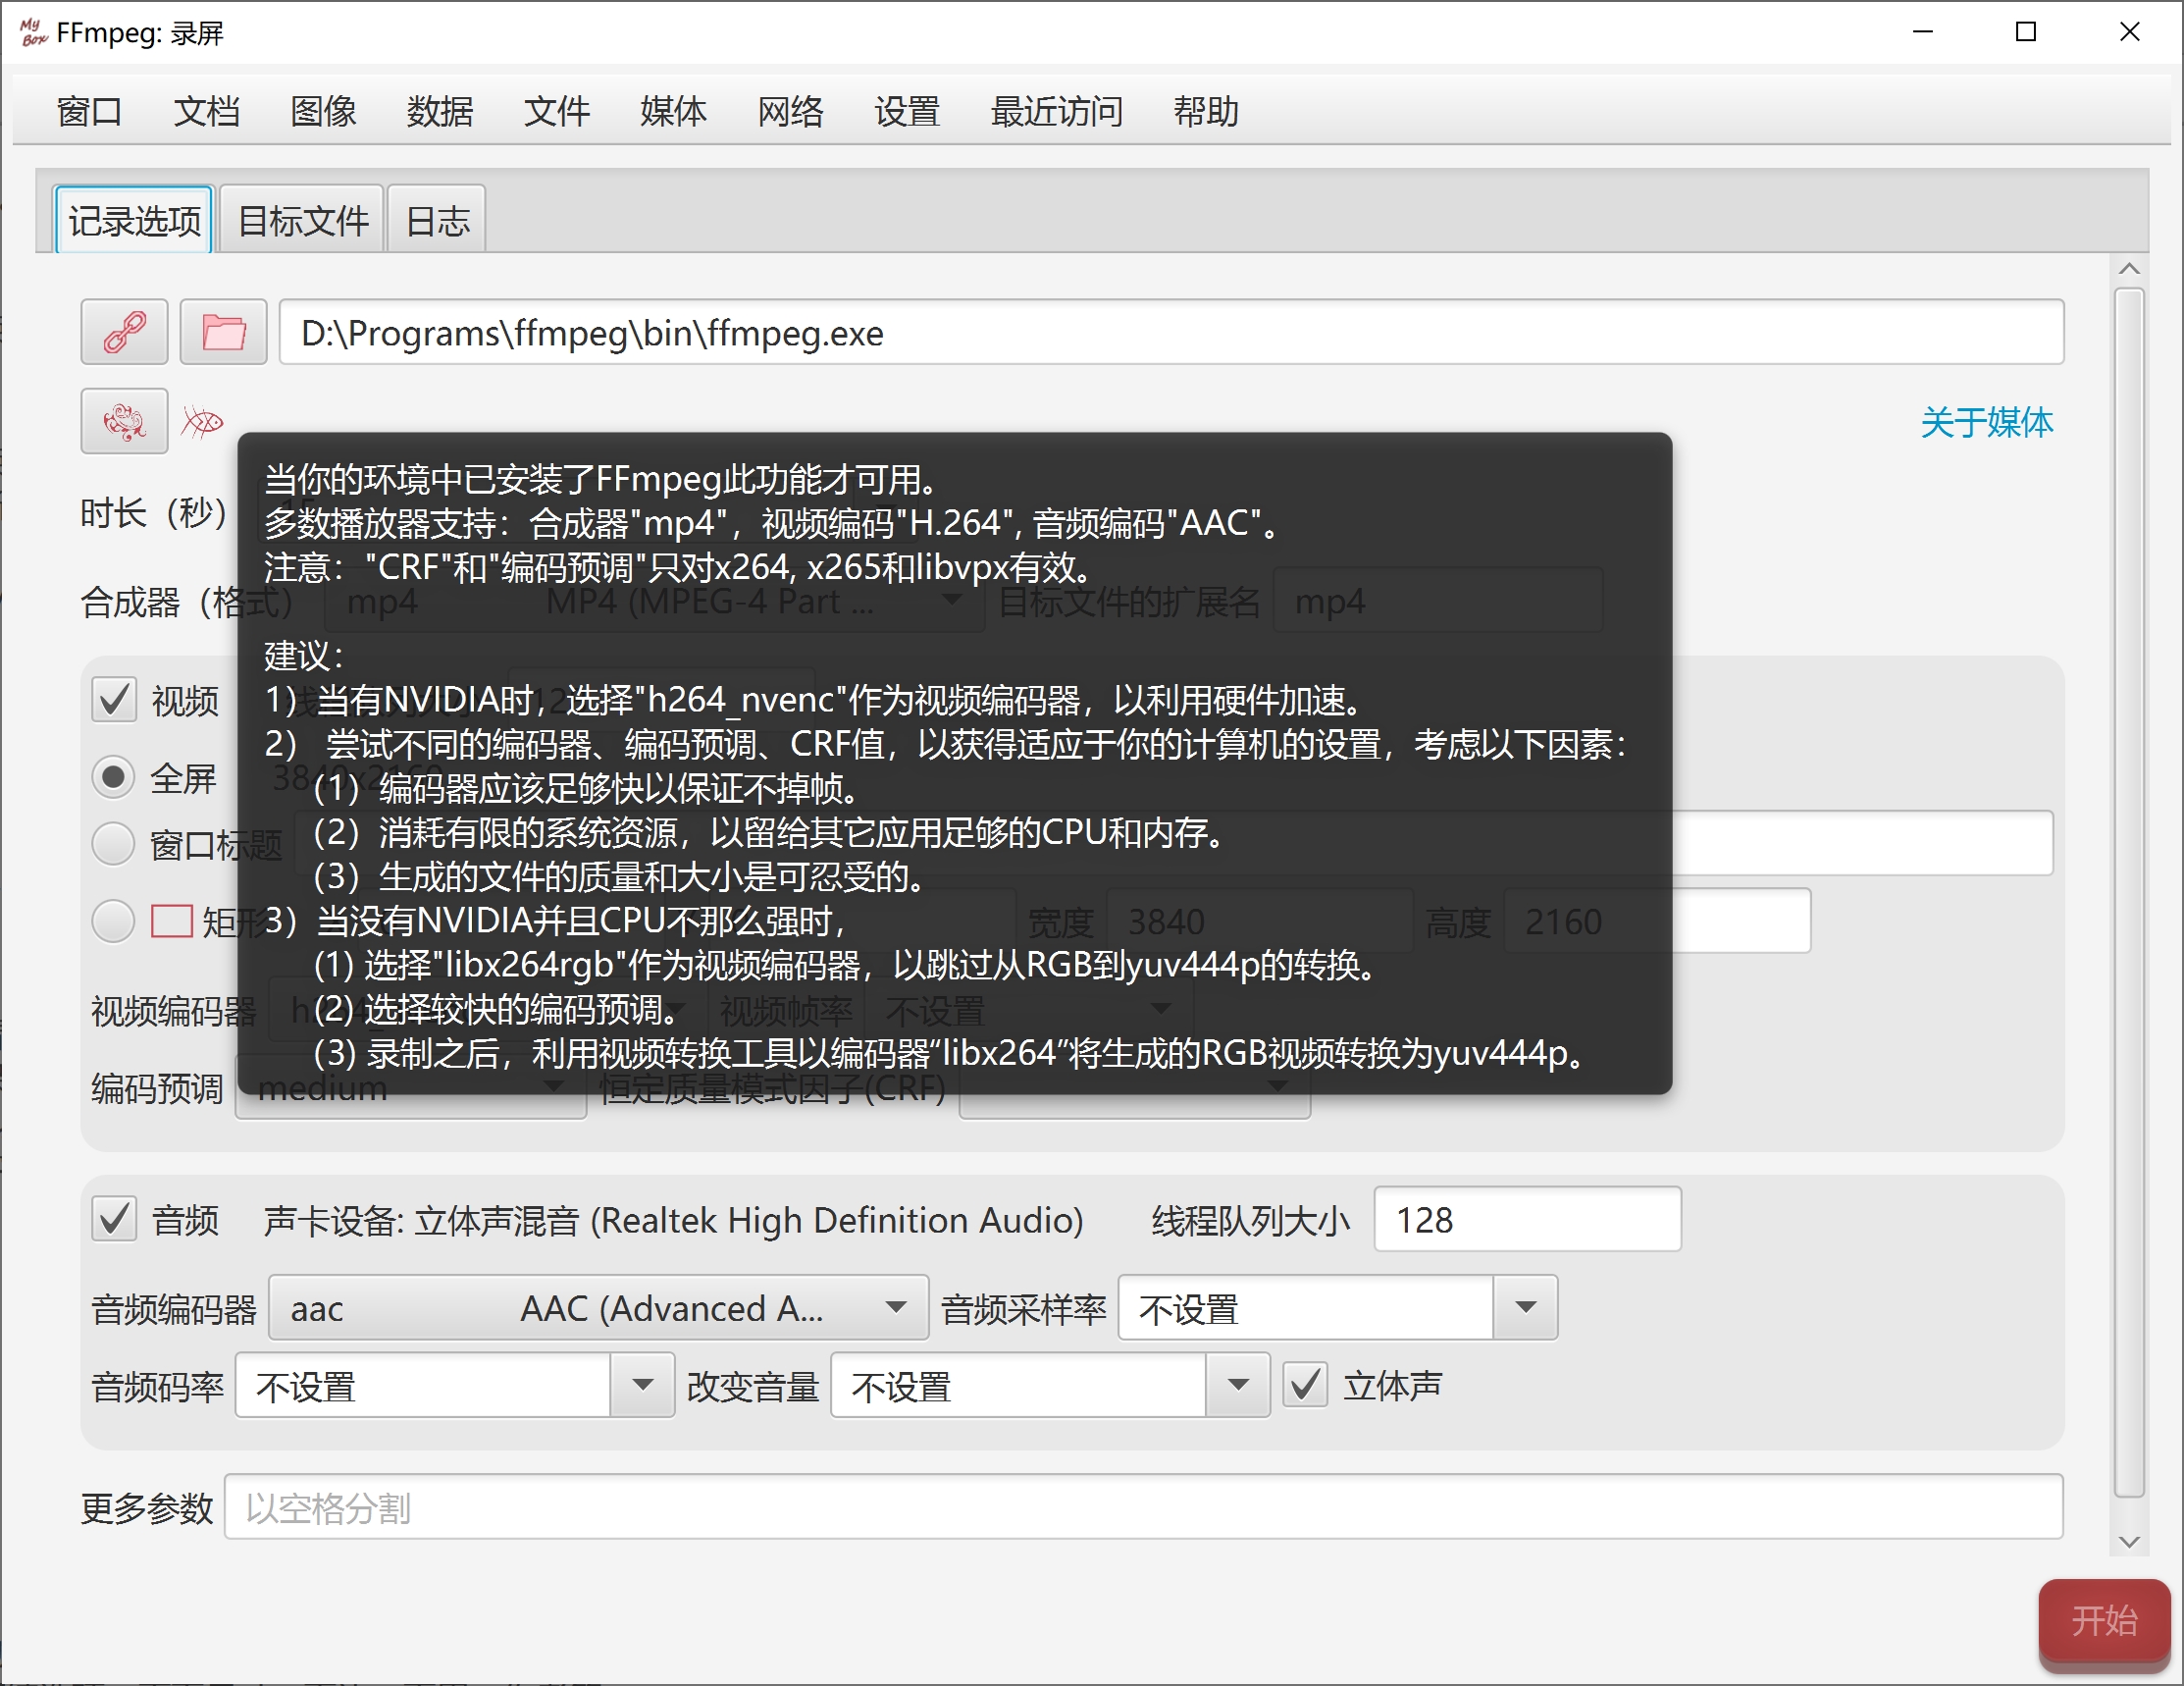 My Box FFmpeg: 录屏
窗口 文档 图像 数据 文件 媒体 网络 设置 最近访问 帮助
记录选项 目标文件 日志
D:\Programs\ffmpeg\bin\ffmpeg.exe
关于媒体
时长（秒）
合成器（格式） mp4 MP4 (MPEG-4 Part ... 目标文件的扩展名 mp4
视频
全屏 3840x2160
窗口标题
矩形 宽度 3840 高度 2160
视频编码器 视频帧率 不设置
编码预调 medium 恒定质量模式因子(CRF)
当你的环境中已安装了FFmpeg此功能才可用。
多数播放器支持：合成器"mp4"，视频编码"H.264", 音频编码"AAC"。
注意："CRF"和"编码预调"只对x264, x265和libvpx有效。
建议：
1）当有NVIDIA时，选择"h264_nvenc"作为视频编码器，以利用硬件加速。
2） 尝试不同的编码器、编码预调、CRF值，以获得适应于你的计算机的设置，考虑以下因素：
（1）编码器应该足够快以保证不掉帧。
（2）消耗有限的系统资源，以留给其它应用足够的CPU和内存。
（3）生成的文件的质量和大小是可忍受的。
3）当没有NVIDIA并且CPU不那么强时，
(1) 选择"libx264rgb"作为视频编码器，以跳过从RGB到yuv444p的转换。
(2) 选择较快的编码预调。
(3) 录制之后，利用视频转换工具以编码器“libx264”将生成的RGB视频转换为yuv444p。
音频 声卡设备: 立体声混音 (Realtek High Definition Audio) 线程队列大小 128
音频编码器 aac AAC (Advanced A... 音频采样率 不设置
音频码率 不设置 改变音量 不设置 立体声
更多参数 以空格分割
开始